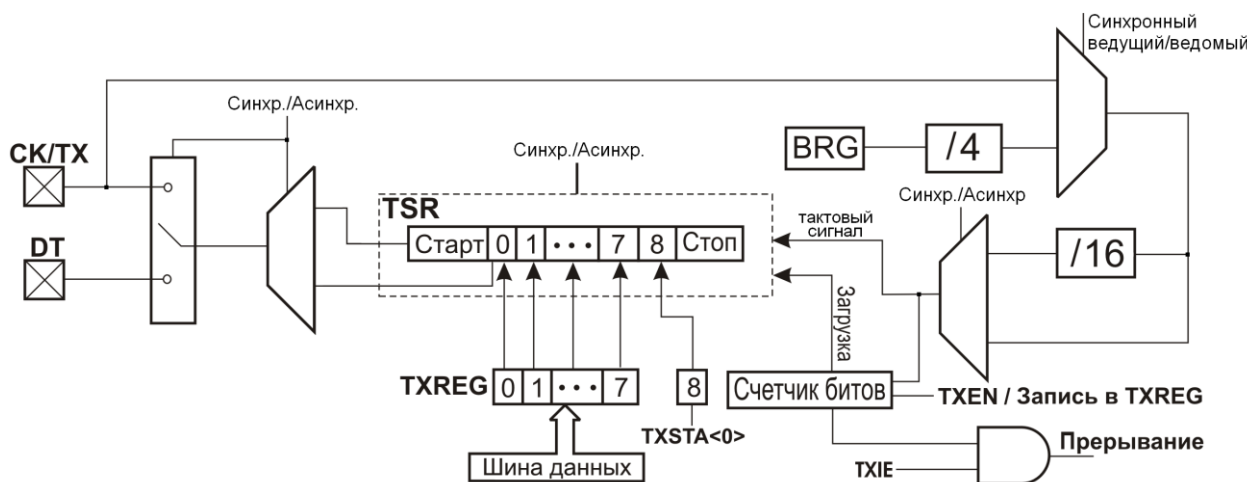 Синхронный
ведущий/ведомый
Синхр./Асинхр.
CK/TX
Синхр./Асинхр.
BRG
/4
TSR
Синхр./Асинхр
Старт 0 1 ••• 7 8 Стоп
тактовый
сигнал
/16
DT
Загрузка
TXREG 0 1 ••• 7
8
Счетчик битов
TXEN / Запись в TXREG
TXSTA<0>
Шина данных
Прерывание
TXIE